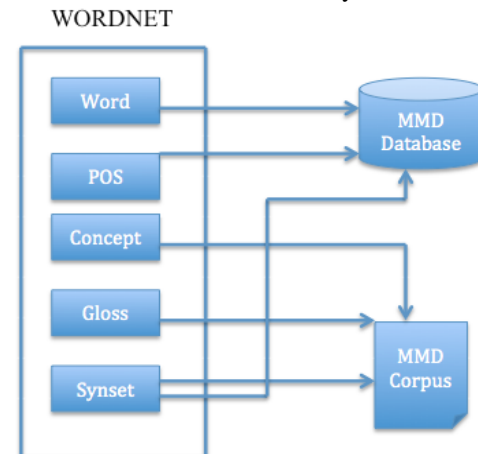 WORDNET
Word
MMD
Database
POS
Concept
Gloss
MMD
Corpus
Synset